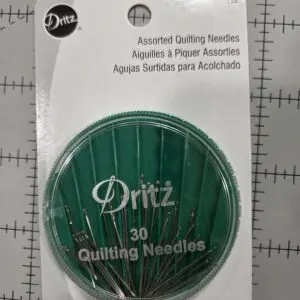 Dritz
Assorted Quilting Needles
Aiguilles à Piquer Assorties
Agujas Surtidas para Acolchado
Dritz
30
Quilting Needles